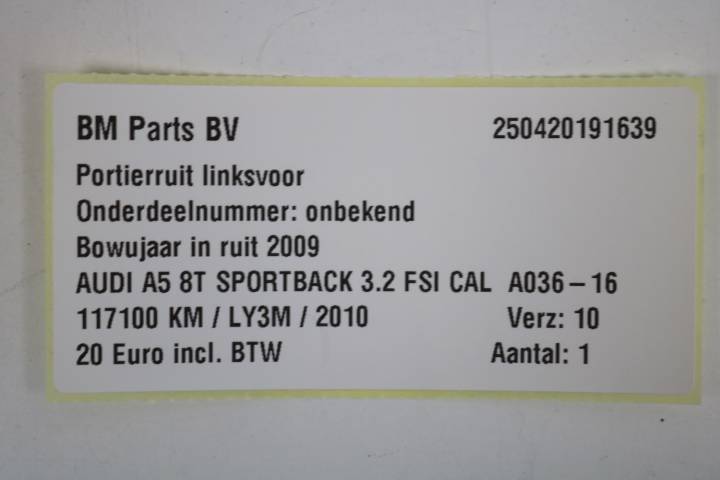 BM Parts BV 250420191639
Portierruit linksvoor
Onderdeelnummer: onbekend
Bowujaar in ruit 2009
AUDI A5 8T SPORTBACK 3.2 FSI CAL A036-16
117100 KM / LY3M / 2010 Verz: 10
20 Euro incl. BTW Aantal: 1